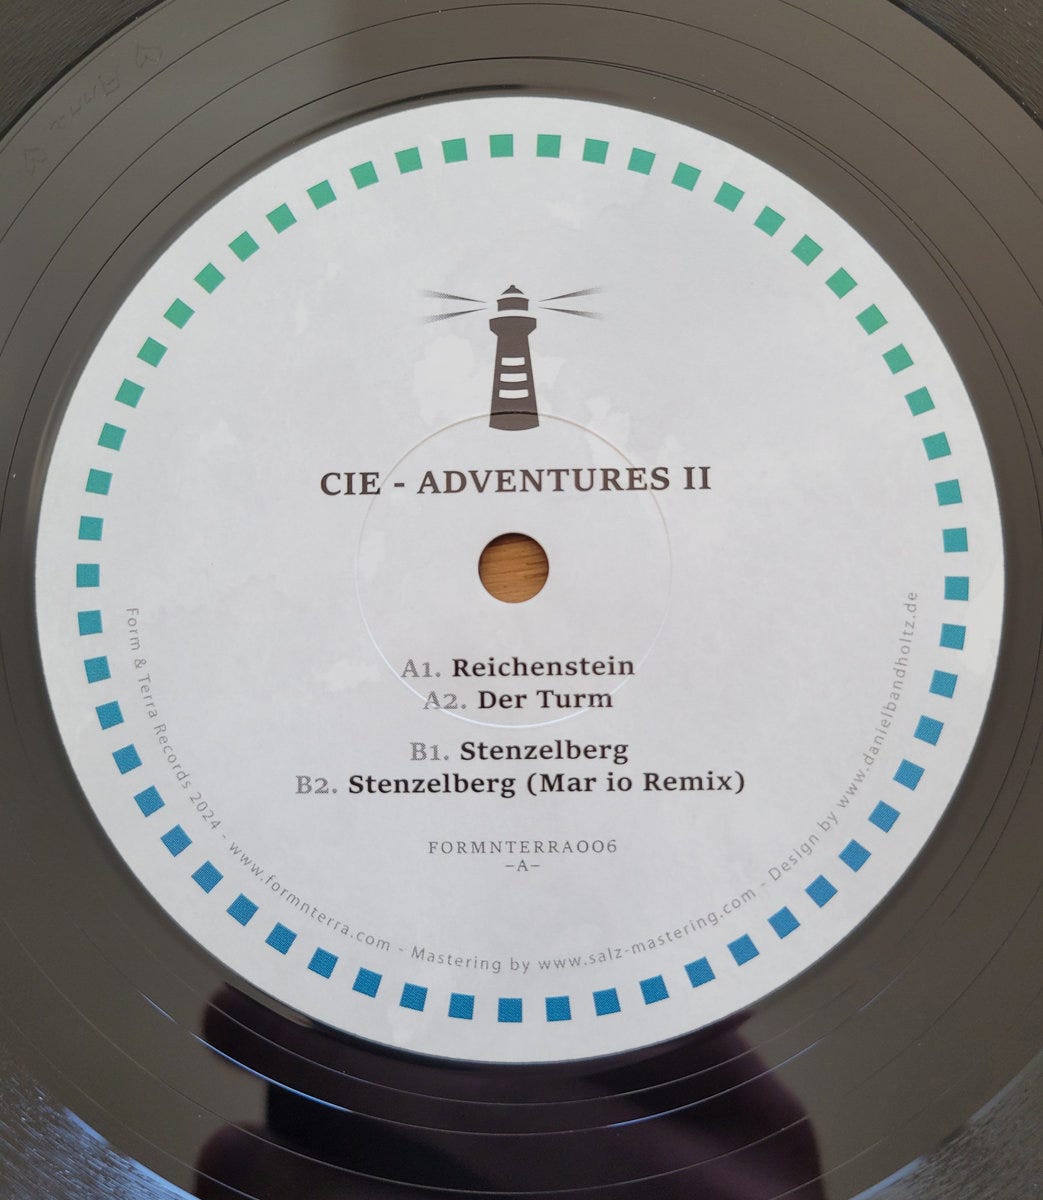 CIE - ADVENTURES II
A1. Reichenstein
A2. Der Turm
B1. Stenzelberg
B2. Stenzelberg (Mar io Remix)
FORMNTERRA006
–A–
Form & Terra Records 2024 - www.formnterra.com - Mastering by www.salz-mastering.com - Design by www.danielbandholtz.de